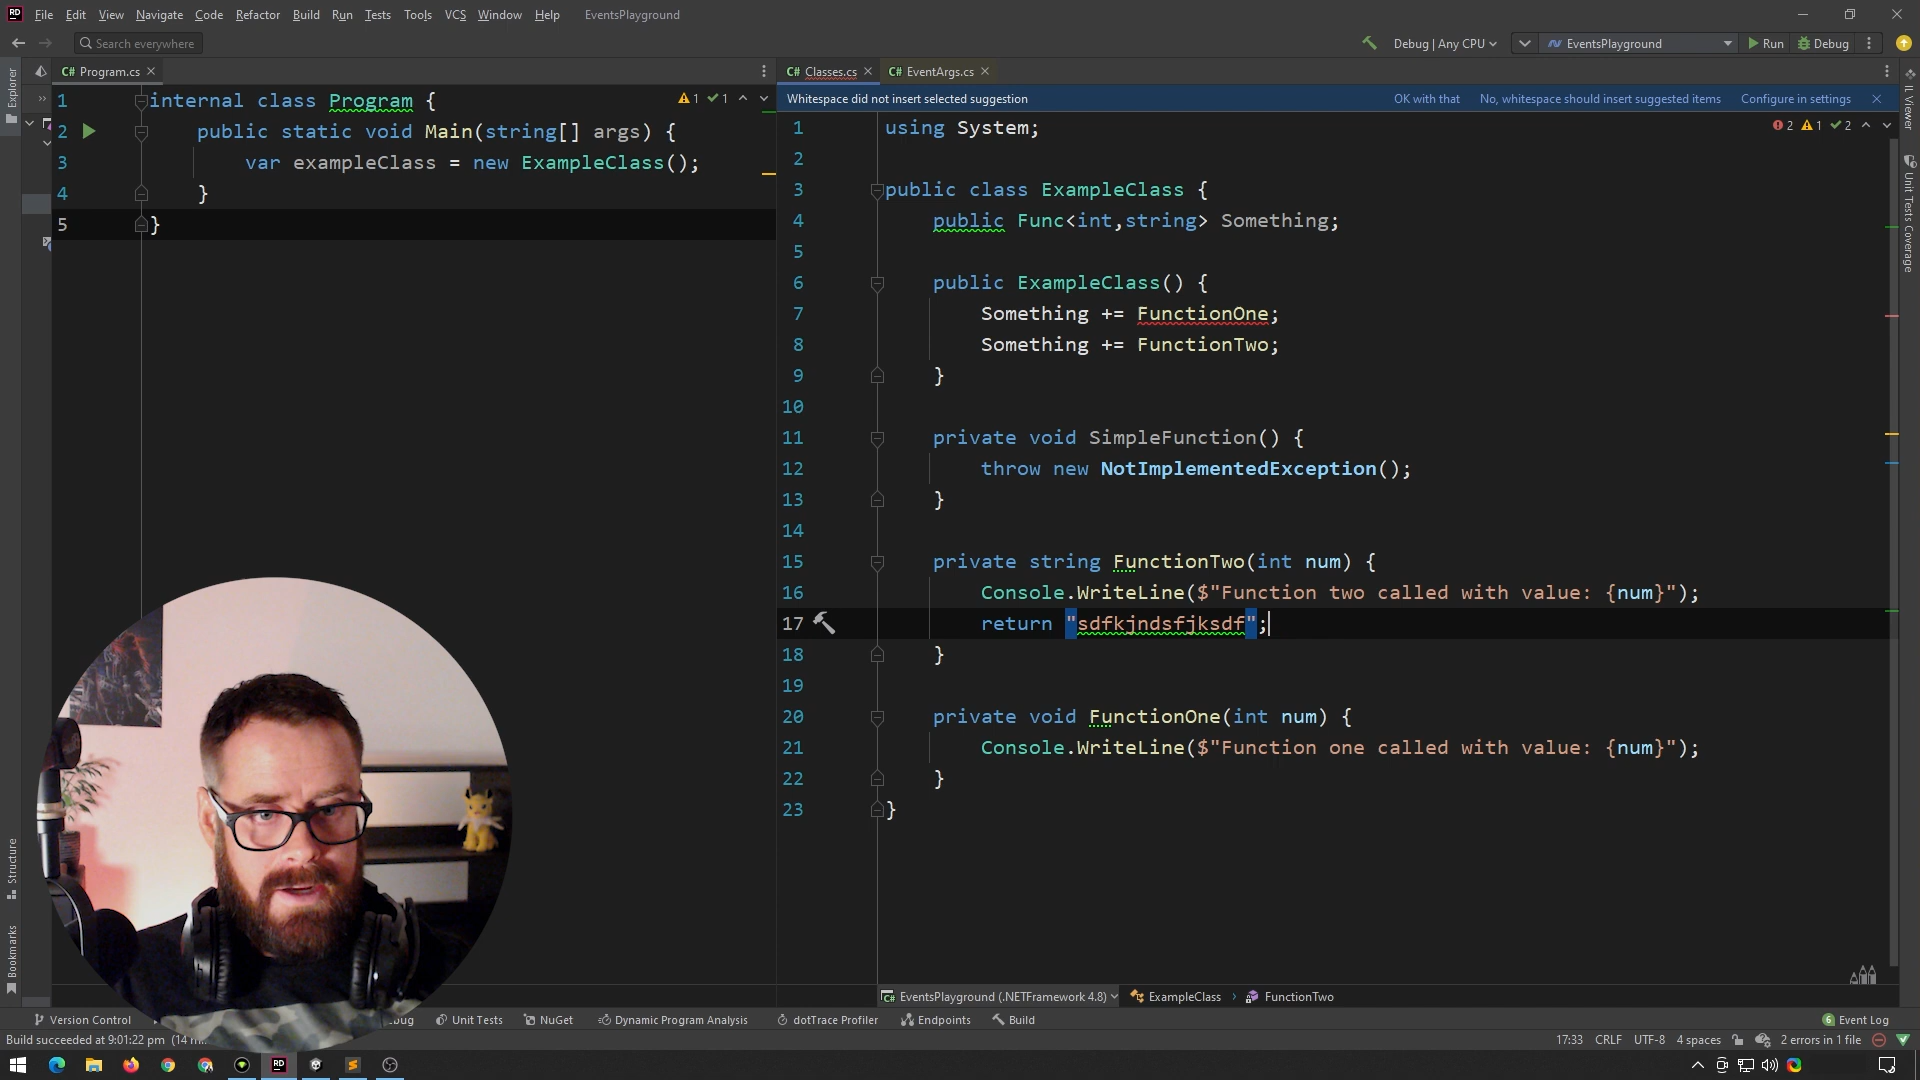 File Edit View Navigate Code Refactor Build Run Tests Tools VCS Window Help EventsPlayground
Search everywhere
Debug | Any CPU
EventsPlayground
Run
Debug
C# Program.cs
C# Classes.cs
C# EventArgs.cs
Explorer
Structure
Bookmarks
IL Viewer
Unit Tests Coverage
1 internal class Program {
2 public static void Main(string[] args) {
3 var exampleClass = new ExampleClass();
4 }
5 }
1 1
Whitespace did not insert selected suggestion
OK with that
No, whitespace should insert suggested items
Configure in settings
2 1 2
1 using System;
2
3 public class ExampleClass {
4 public Func<int,string> Something;
5
6 public ExampleClass() {
7 Something += FunctionOne;
8 Something += FunctionTwo;
9 }
10
11 private void SimpleFunction() {
12 throw new NotImplementedException();
13 }
14
15 private string FunctionTwo(int num) {
16 Console.WriteLine($"Function two called with value: {num}");
17 return "sdfkjndsfjksdf";
18 }
19
20 private void FunctionOne(int num) {
21 Console.WriteLine($"Function one called with value: {num}");
22 }
23 }
C# EventsPlayground (.NETFramework 4.8)
ExampleClass › FunctionTwo
Version Control
Unit Tests
NuGet
Dynamic Program Analysis
dotTrace Profiler
Endpoints
Build
6 Event Log
Build succeeded at 9:01:22 pm
17:33 CRLF UTF-8 4 spaces 2 errors in 1 file